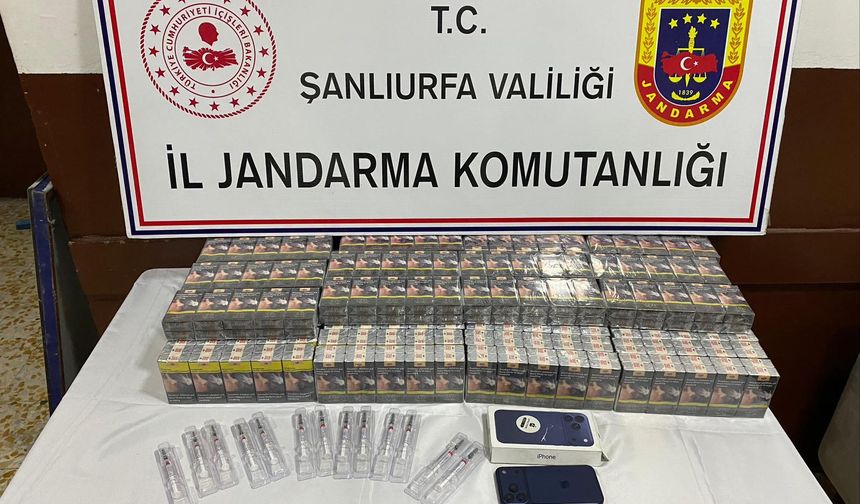 TÜRKİYE CUMHURİYETİ İÇİŞLERİ BAKANLIĞI
T.C.
ŞANLIURFA VALİLİĞİ
İL JANDARMA KOMUTANLIĞI
1839
JANDARMA
iPhone